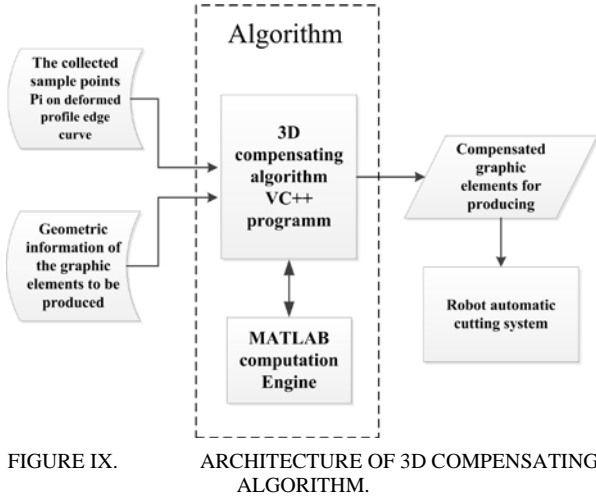 Algorithm
The collected
sample points
Pi on deformed
profile edge
curve
Geometric
information of
the graphic
elements to be
produced
3D
compensating
algorithm
VC++
programm
MATLAB
computation
Engine
Compensated
graphic
elements for
producing
Robot automatic
cutting system
FIGURE IX. ARCHITECTURE OF 3D COMPENSATING
ALGORITHM.